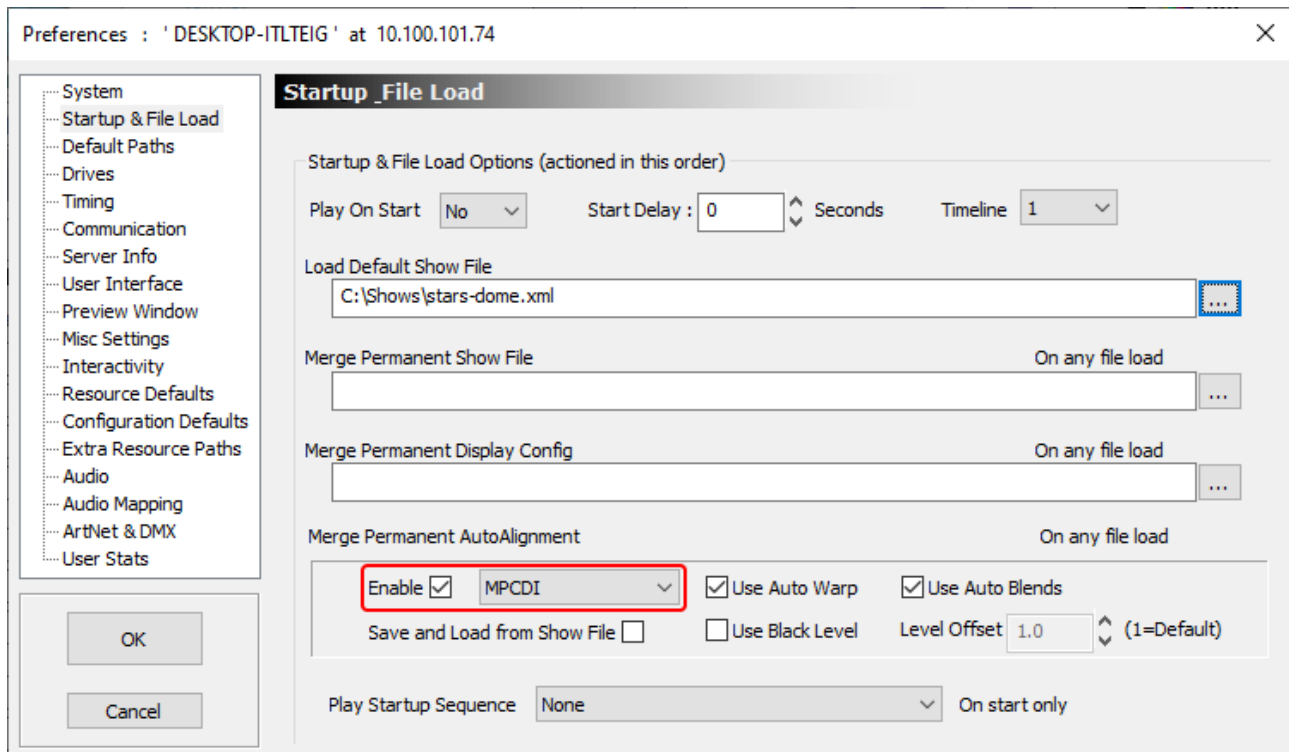 Preferences : ' DESKTOP-ITLTEIG ' at 10.100.101.74
System
Startup & File Load
Default Paths
Drives
Timing
Communication
Server Info
User Interface
Preview Window
Misc Settings
Interactivity
Resource Defaults
Configuration Defaults
Extra Resource Paths
Audio
Audio Mapping
ArtNet & DMX
User Stats
OK
Cancel
Startup _File Load
Startup & File Load Options (actioned in this order)
Play On Start No Start Delay : 0 Seconds Timeline 1
Load Default Show File
C:\Shows\stars-dome.xml ...
Merge Permanent Show File On any file load
...
Merge Permanent Display Config On any file load
...
Merge Permanent AutoAlignment On any file load
Enable MPCDI Use Auto Warp Use Auto Blends
Save and Load from Show File Use Black Level Level Offset 1.0 (1=Default)
Play Startup Sequence None On start only